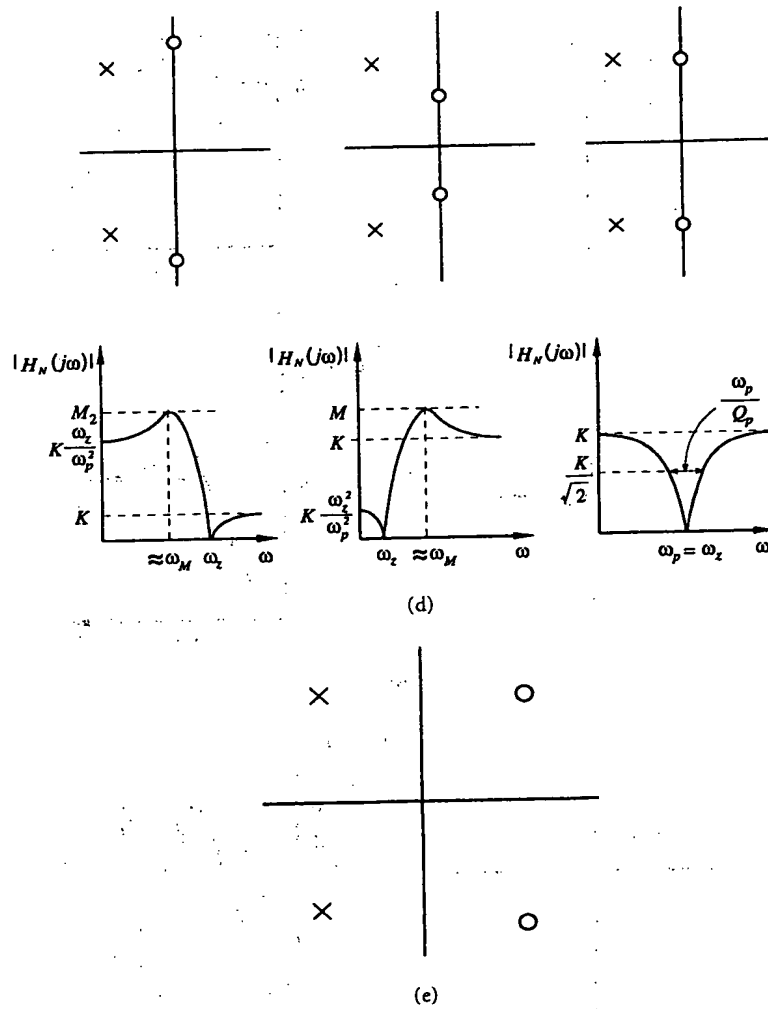 |H_N(jω)|
M_2
K ω_z/ω_p^2
K
≈ω_M ω_z ω
|H_N(jω)|
M
K
K ω_z^2/ω_p^2
ω_z ≈ω_M ω
|H_N(jω)|
ω_p/Q_p
K
K/√2
ω_p = ω_z ω
(d)
(e)